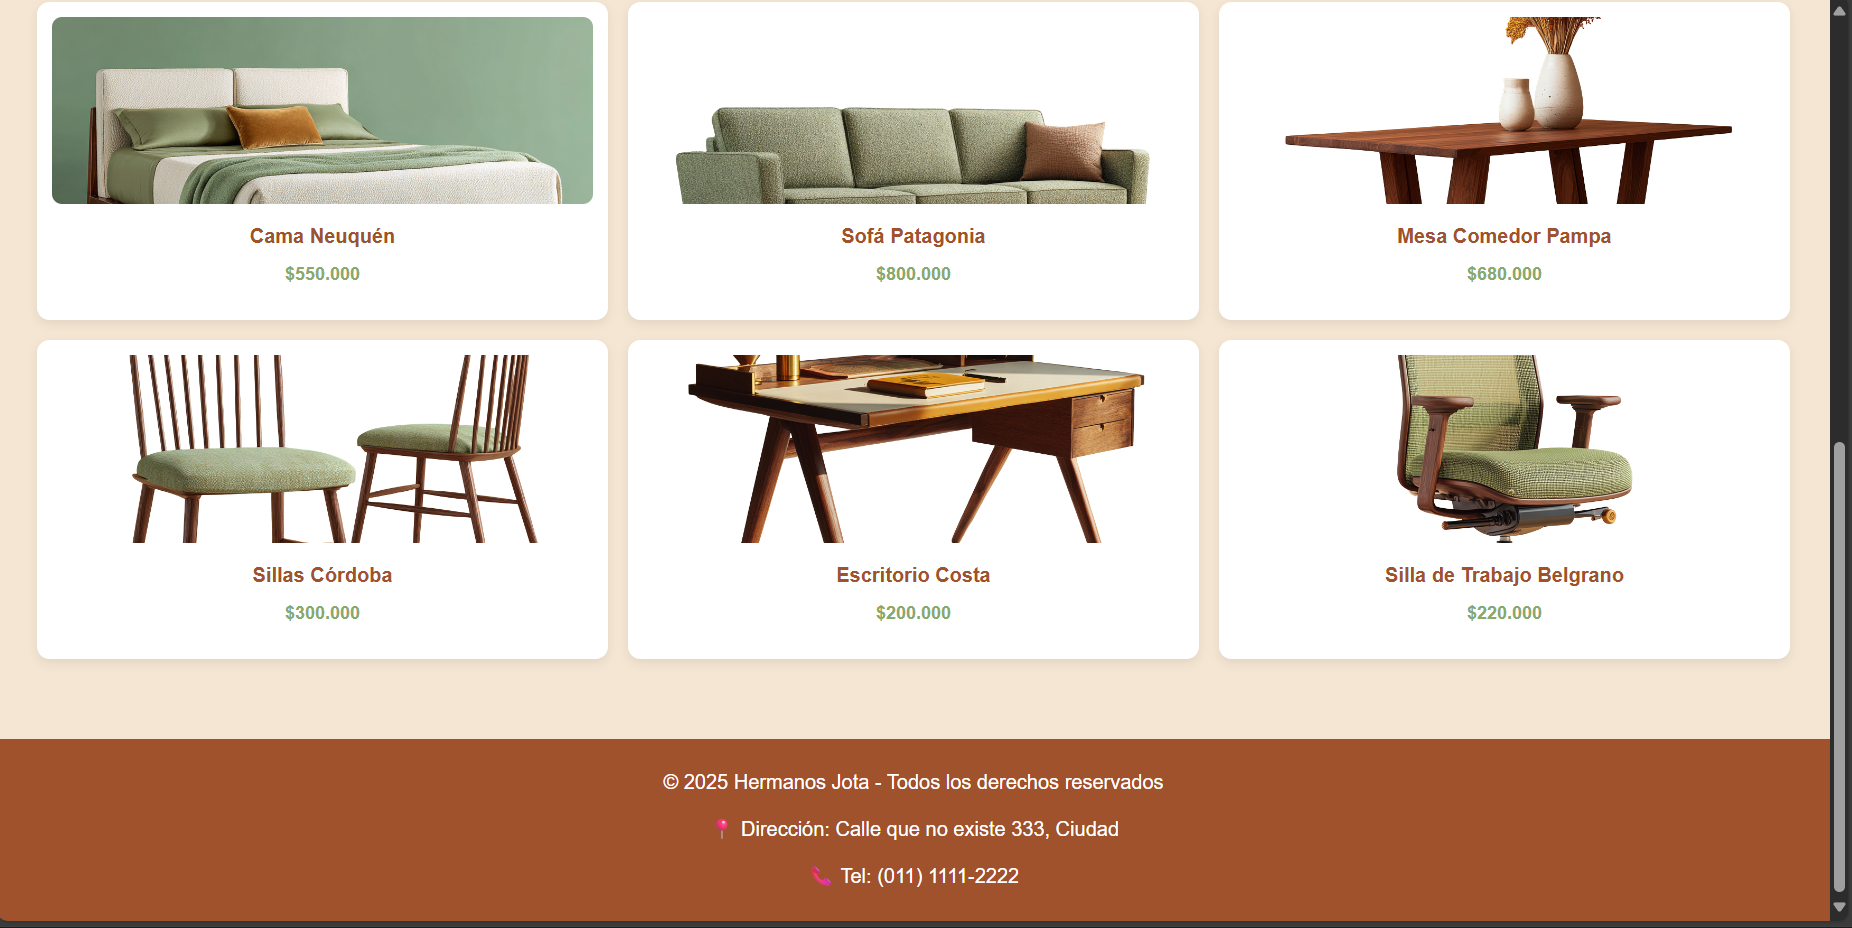 Cama Neuquén
$550.000
Sofá Patagonia
$800.000
Mesa Comedor Pampa
$680.000
Sillas Córdoba
$300.000
Escritorio Costa
$200.000
Silla de Trabajo Belgrano
$220.000
© 2025 Hermanos Jota - Todos los derechos reservados
📍 Dirección: Calle que no existe 333, Ciudad
📞 Tel: (011) 1111-2222